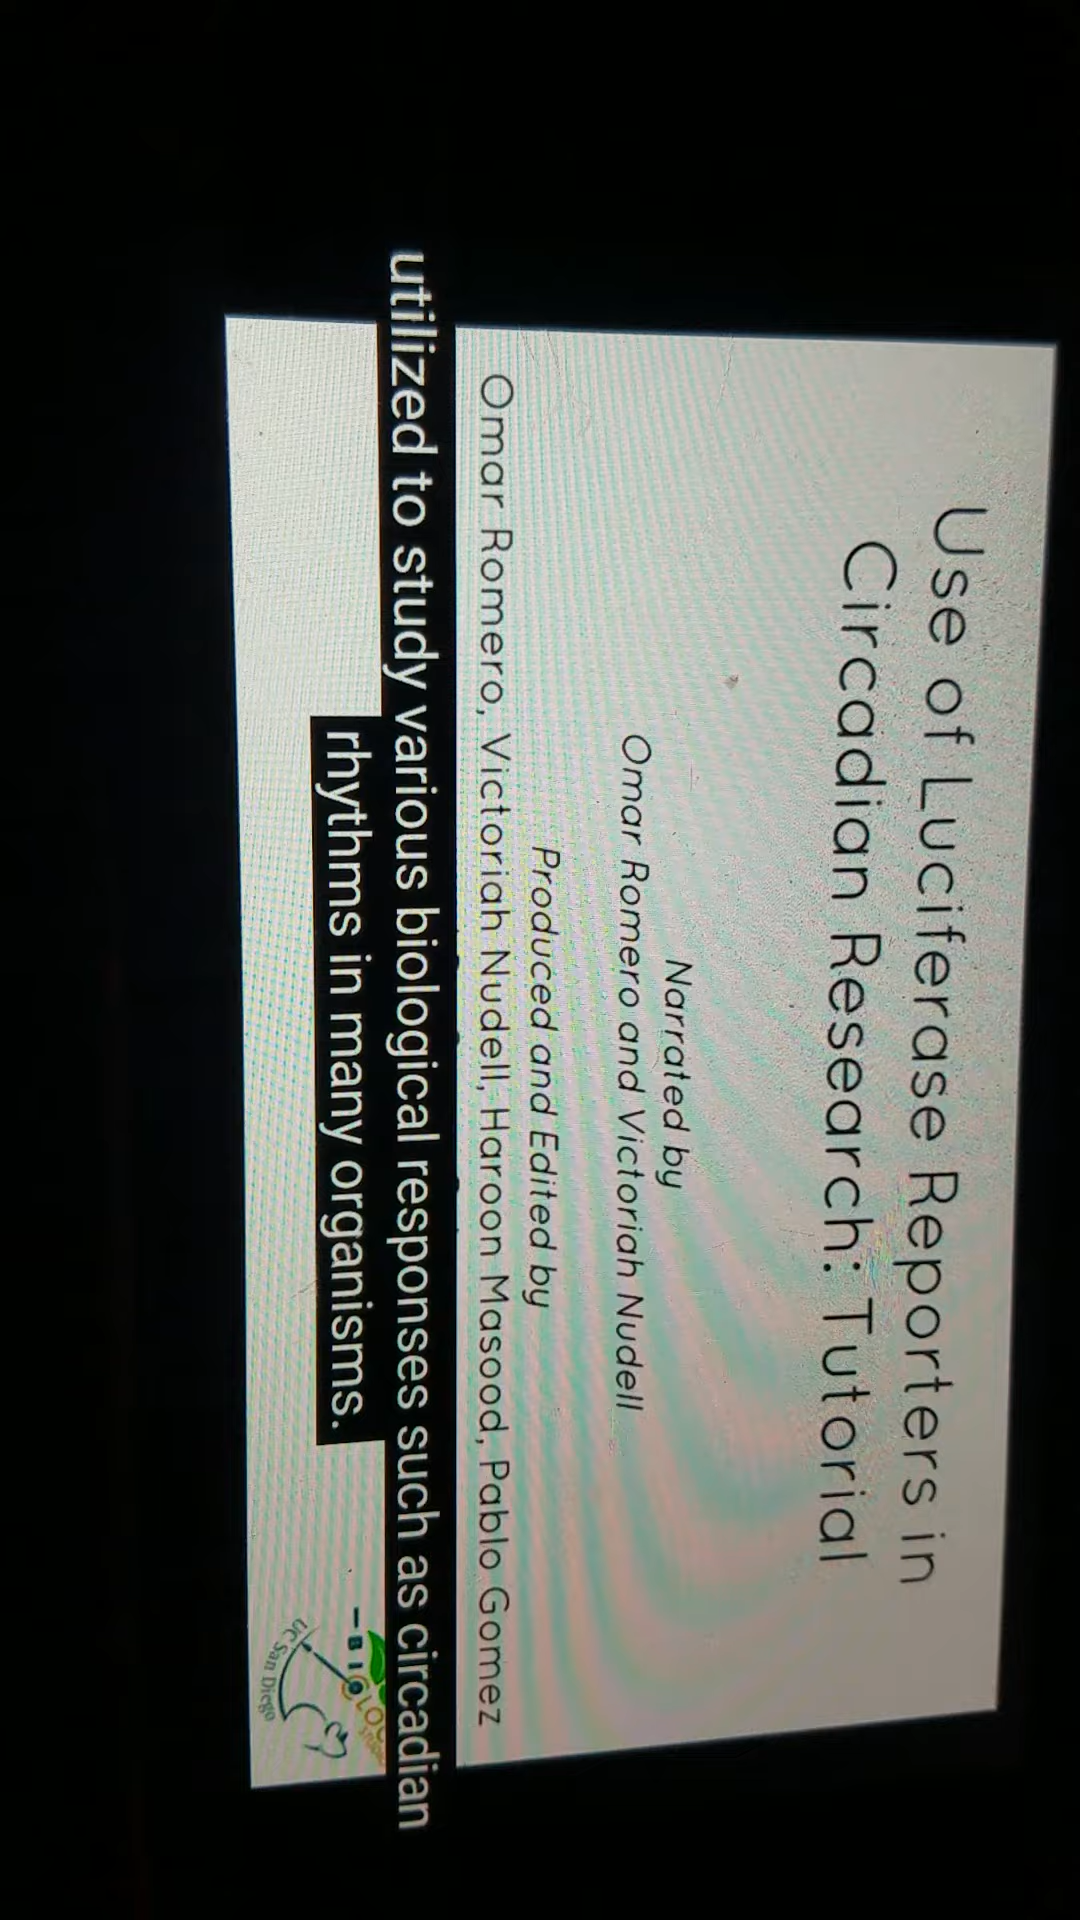 Use of Luciferase Reporters in
Circadian Research: Tutorial
Narrated by
Omar Romero and Victoriah Nudell
Produced and Edited by
Omar Romero, Victoriah Nudell, Haroon Masood, Pablo Gomez
utilized to study various biological responses such as circadian
rhythms in many organisms.
UC San Diego